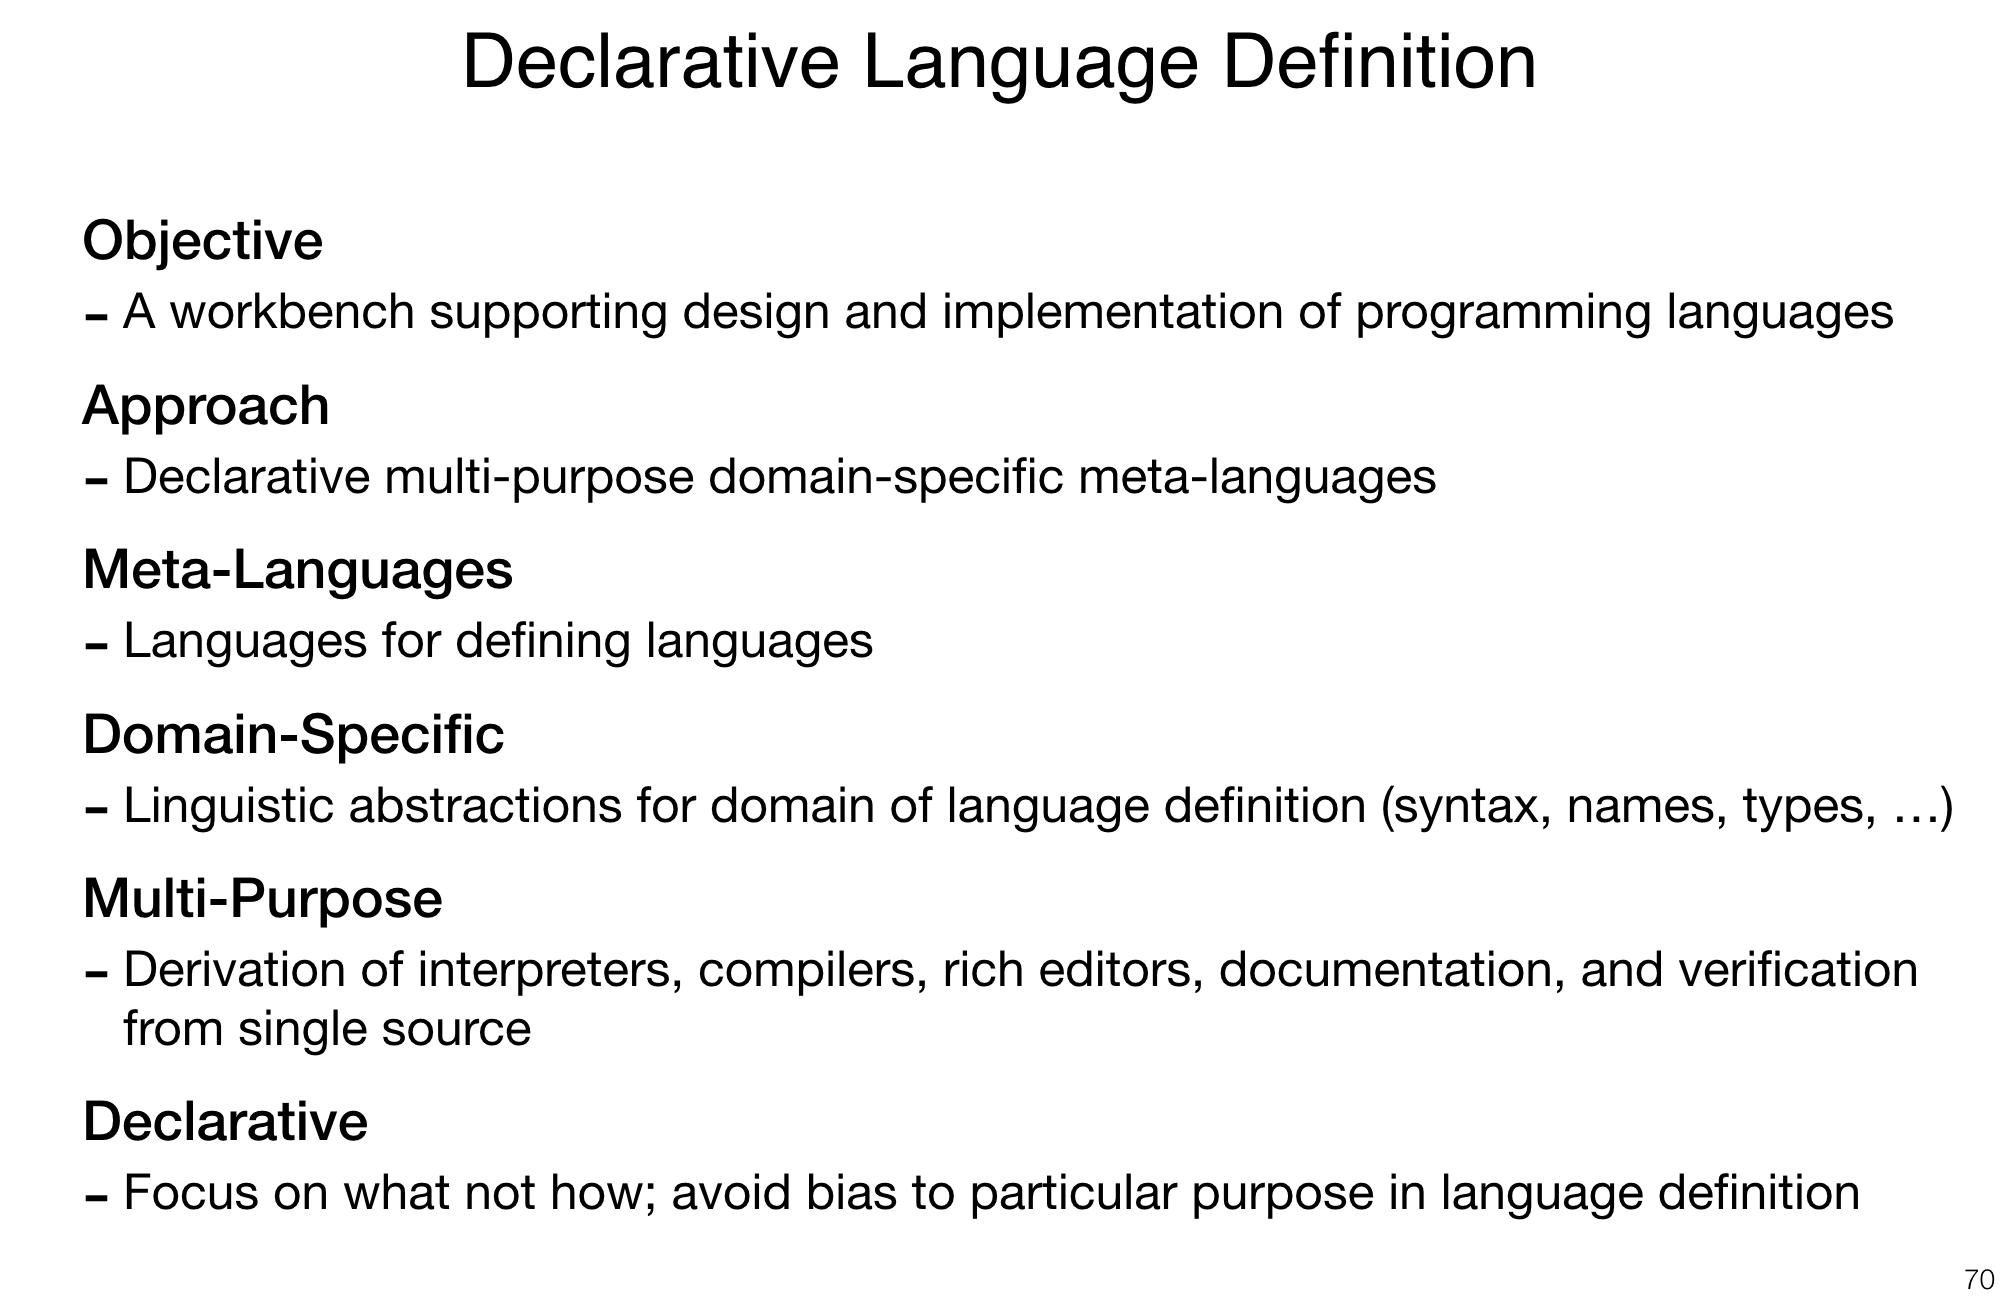 Declarative Language Definition
Objective
- A workbench supporting design and implementation of programming languages
Approach
- Declarative multi-purpose domain-specific meta-languages
Meta-Languages
- Languages for defining languages
Domain-Specific
- Linguistic abstractions for domain of language definition (syntax, names, types, …)
Multi-Purpose
- Derivation of interpreters, compilers, rich editors, documentation, and verification
from single source
Declarative
- Focus on what not how; avoid bias to particular purpose in language definition
70